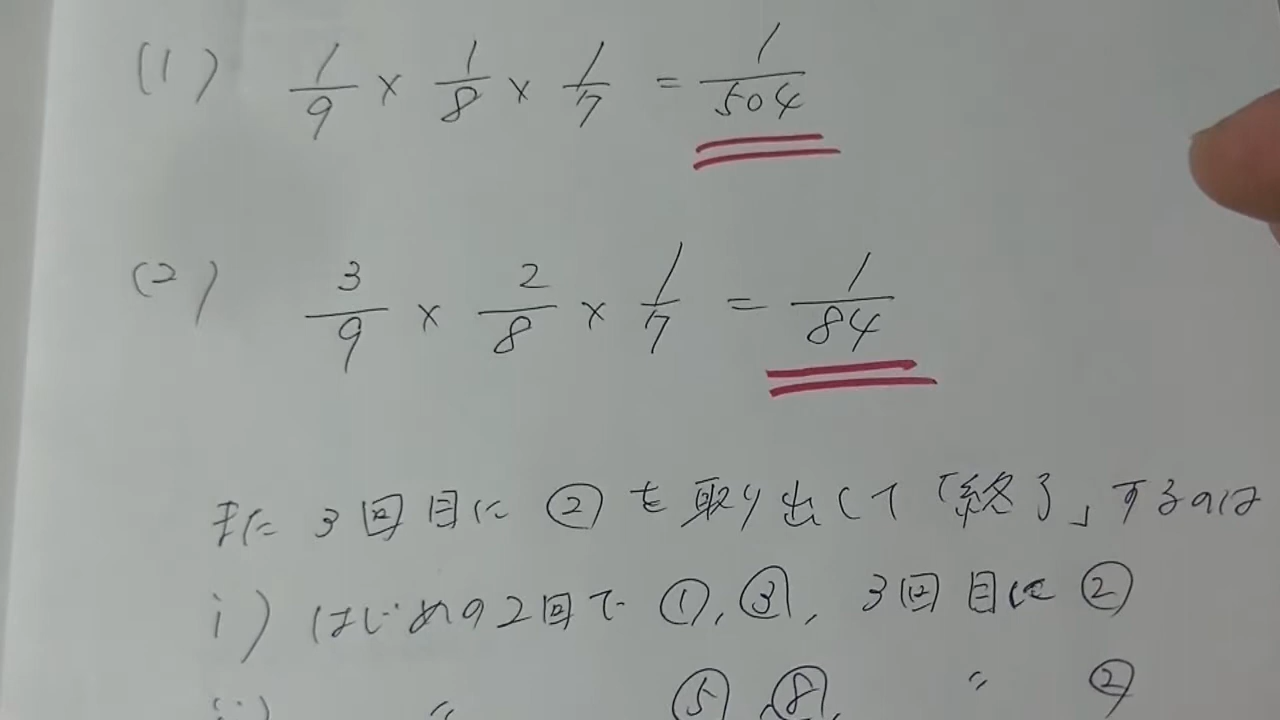 (1) 1/9 × 1/8 × 1/7 = 1/504
(2) 3/9 × 2/8 × 1/7 = 1/84
また3回目に②を取り出して「終了」するのは
i) はじめの2回で①,③, 3回目に②
ii) 〃 ⑤,⑧, 〃 ②